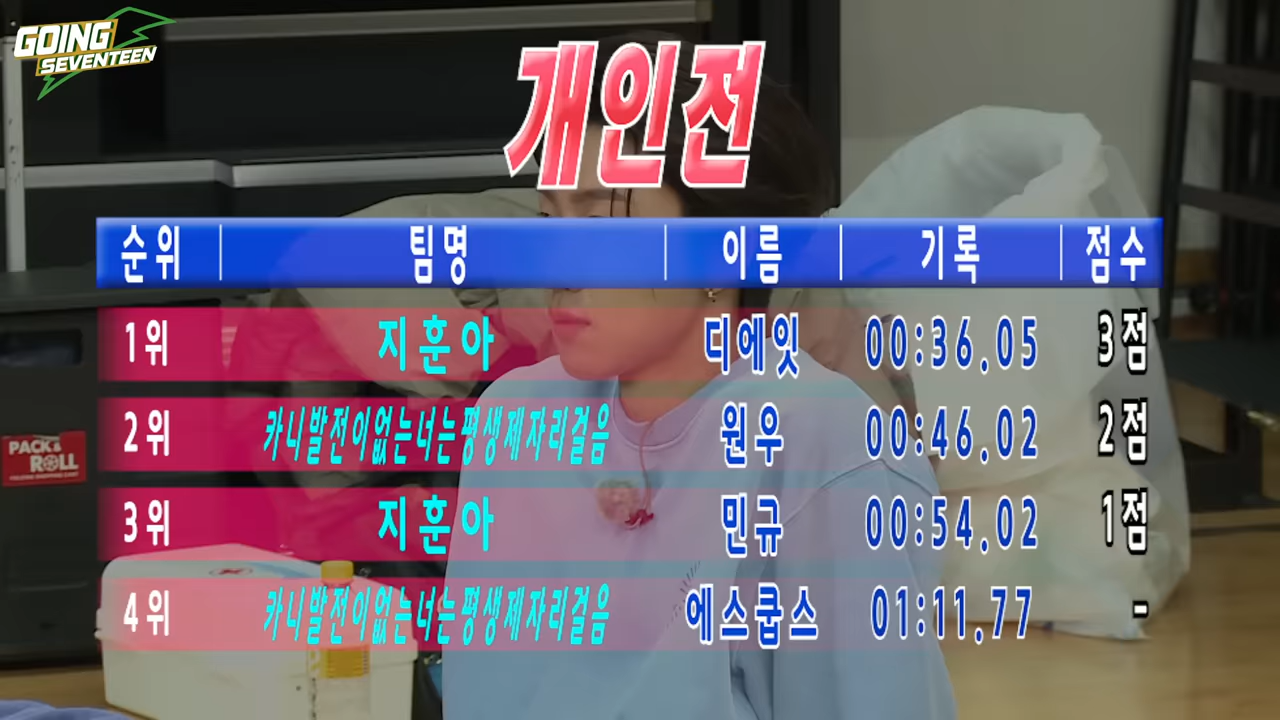 GOING
SEVENTEEN
개인전
순위 팀명 이름 기록 점수
1위 지훈아 디에잇 00:36.05 3점
2위 카니발전이없는너는평생제자리걸음 원우 00:46.02 2점
3위 지훈아 민규 00:54.02 1점
4위 카니발전이없는너는평생제자리걸음 에스쿱스 01:11.77 -
PACK &
ROLL